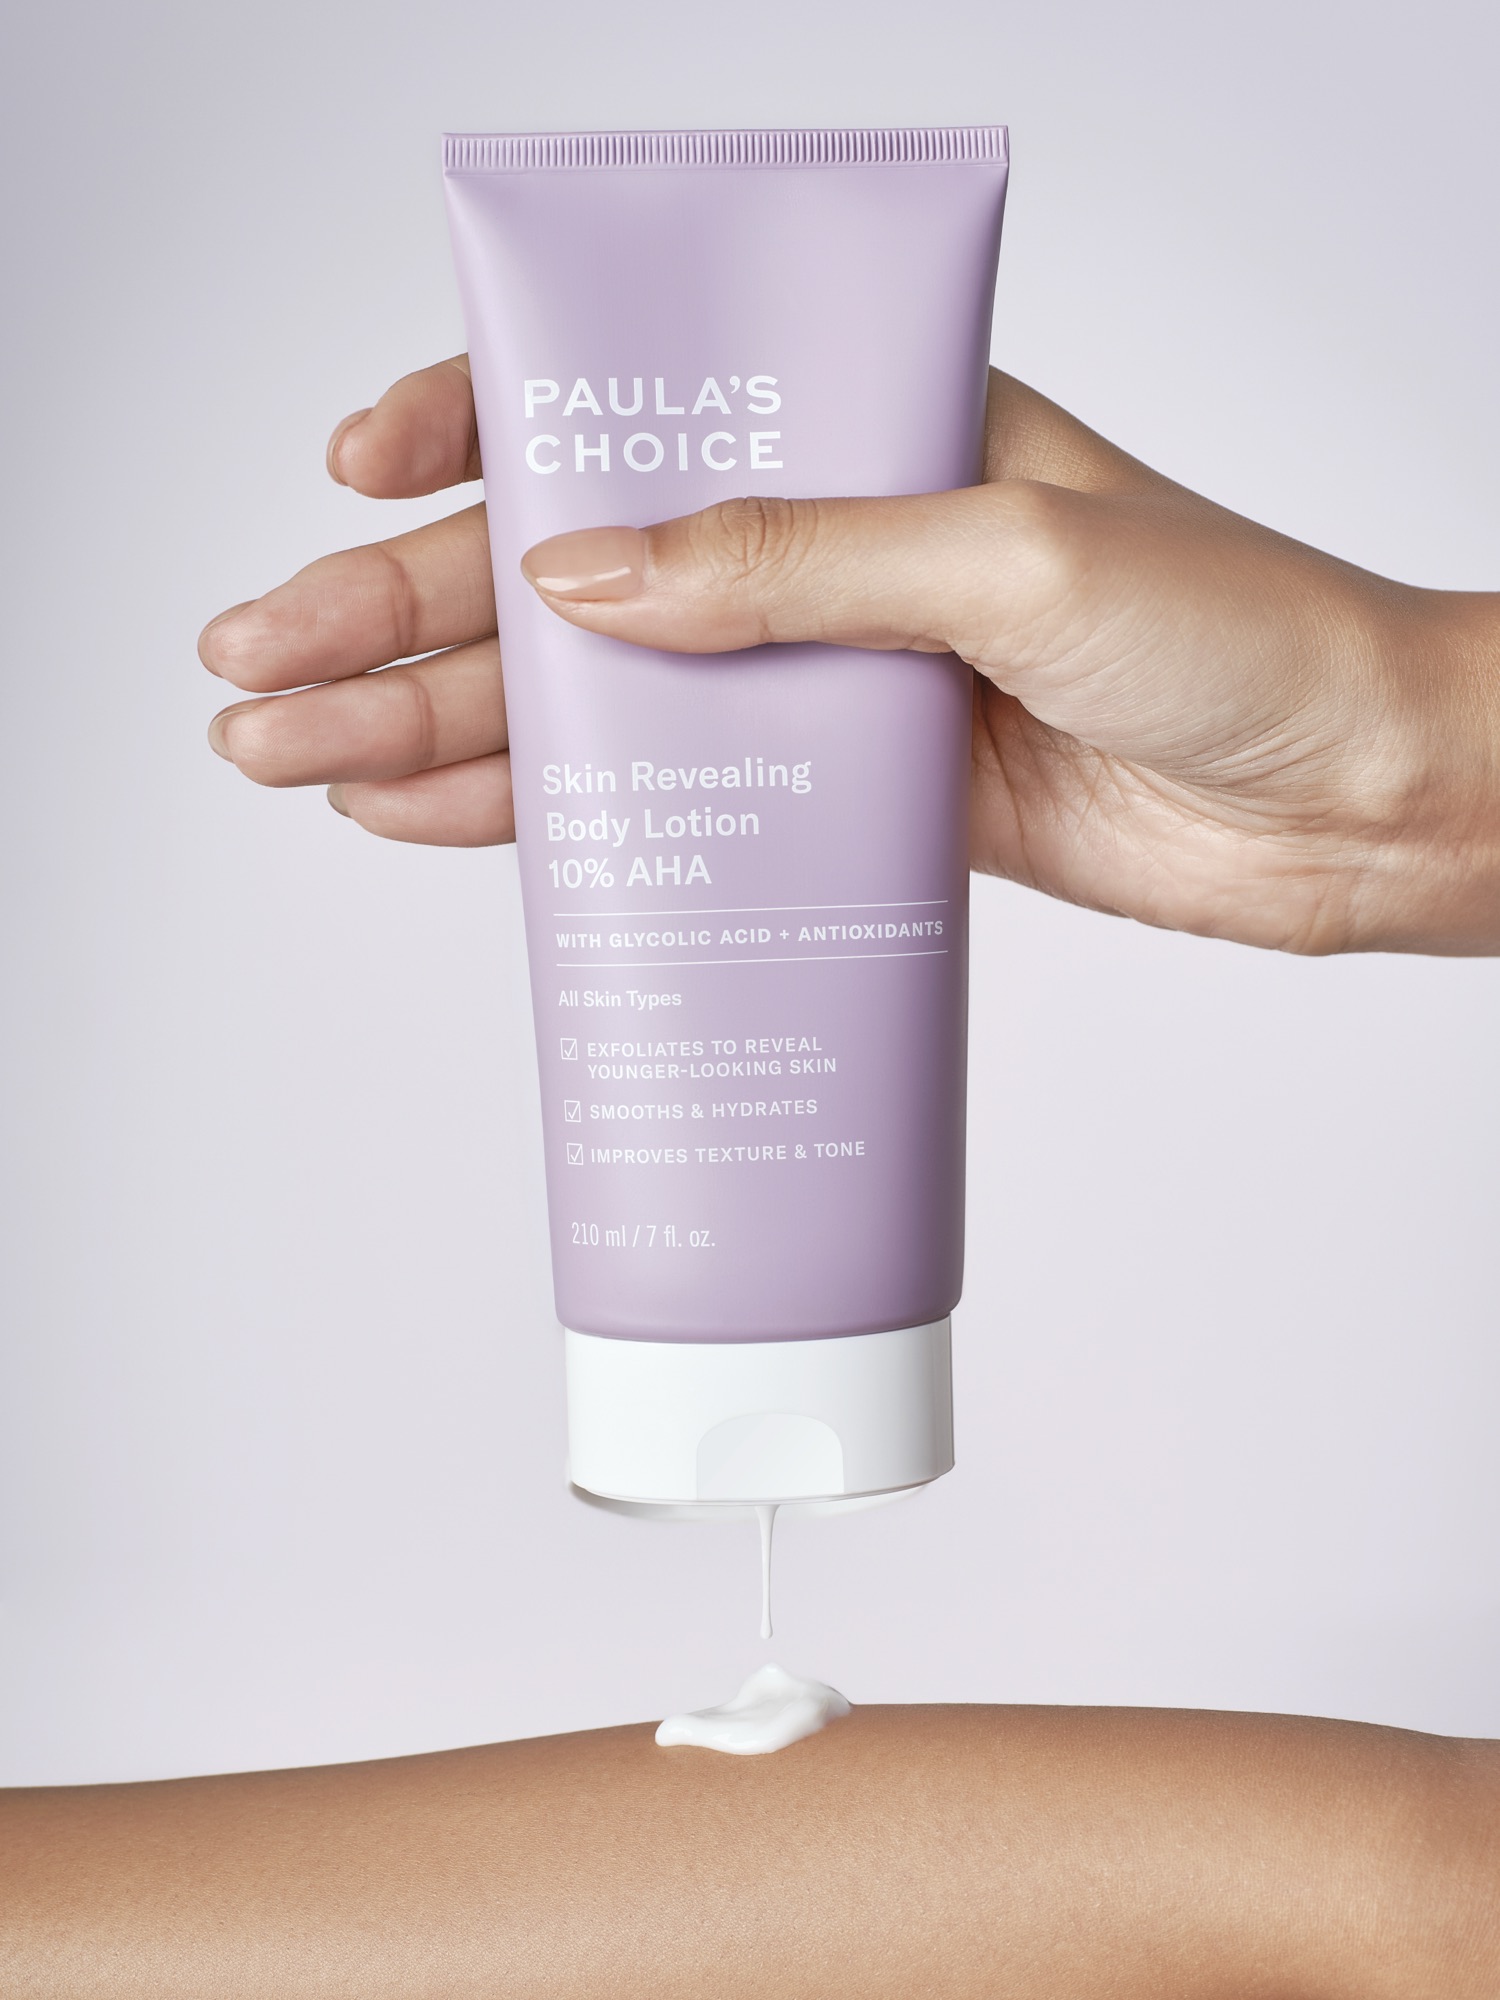 PAULA'S
CHOICE
Skin Revealing
Body Lotion
10% AHA
WITH GLYCOLIC ACID + ANTIOXIDANTS
All Skin Types
☑ EXFOLIATES TO REVEAL
YOUNGER-LOOKING SKIN
☑ SMOOTHS & HYDRATES
☑ IMPROVES TEXTURE & TONE
210 ml / 7 fl. oz.